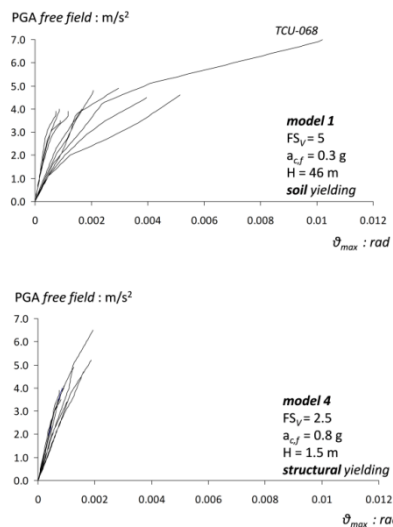 PGA free field : m/s²
TCU-068
7.0
6.0
5.0
4.0
3.0
2.0
1.0
0.0
model 1
FSV = 5
ac,f = 0.3 g
H = 46 m
soil yielding
0 0.002 0.004 0.006 0.008 0.01 0.012
ϑmax : rad
PGA free field : m/s²
7.0
6.0
5.0
4.0
3.0
2.0
1.0
0.0
model 4
FSV = 2.5
ac,f = 0.8 g
H = 1.5 m
structural yielding
0 0.002 0.004 0.006 0.008 0.01 0.012
ϑmax : rad